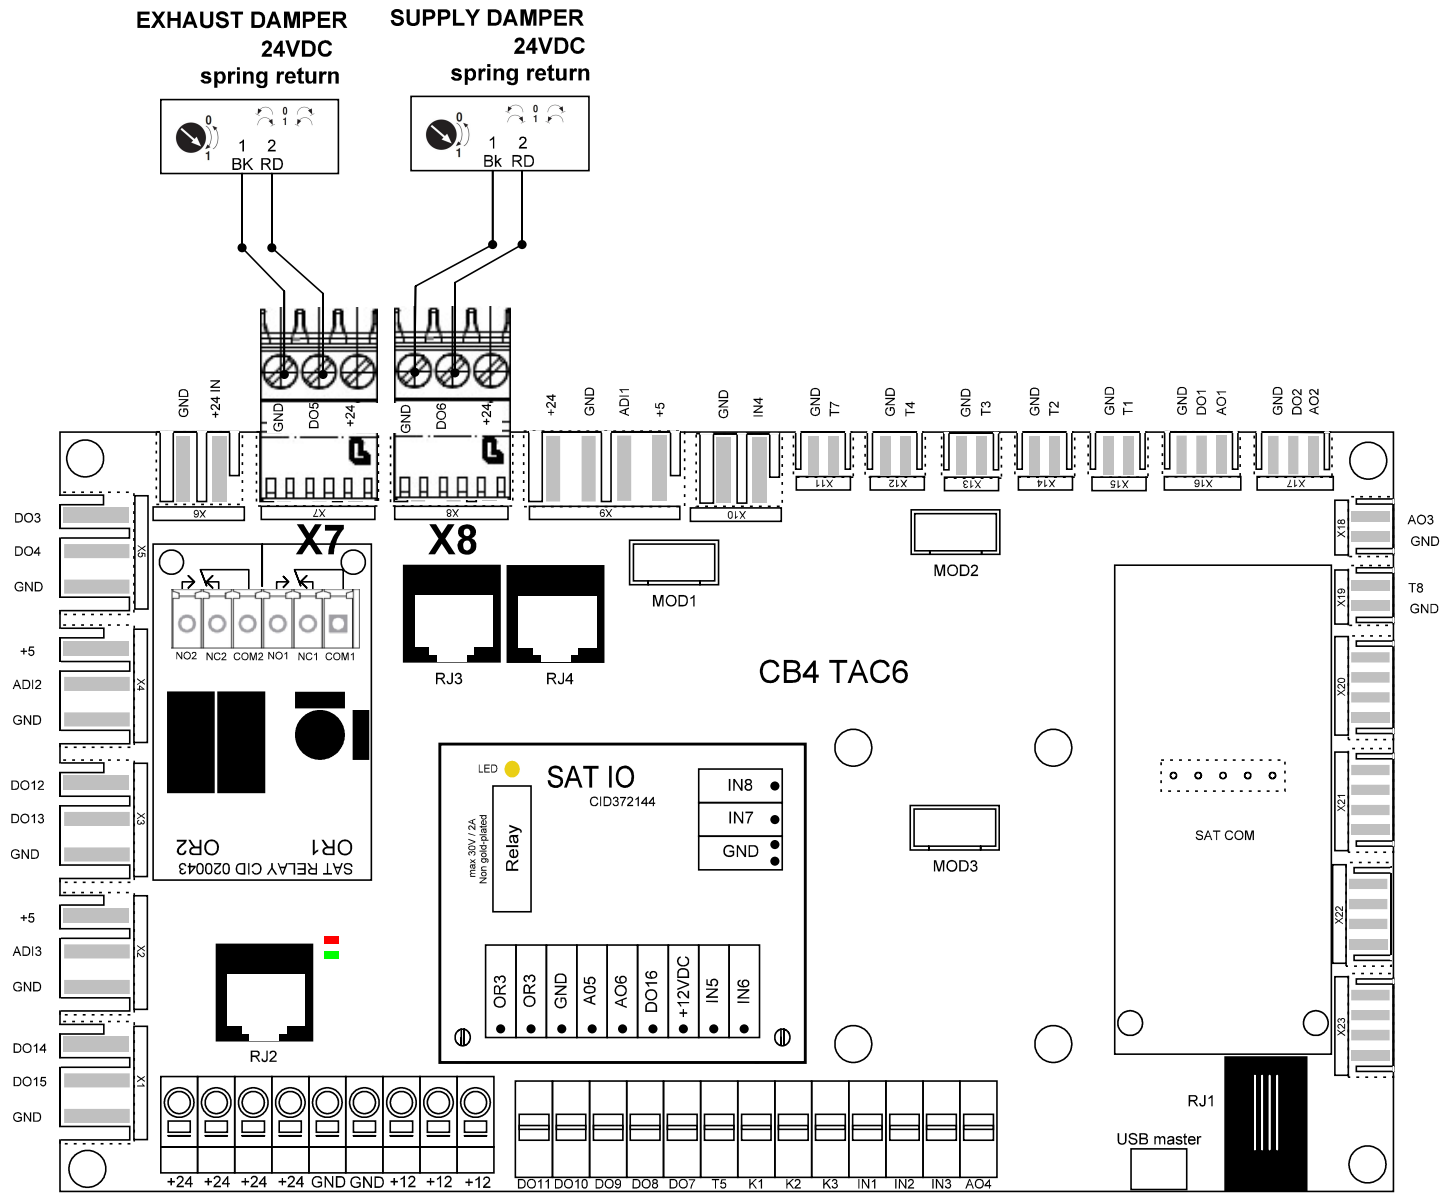 EXHAUST DAMPER
24VDC
spring return
SUPPLY DAMPER
24VDC
spring return
0
1
0
1
1 2
BK RD
0
1
0
1
1 2
Bk RD
GND
+24 IN
GND
DO5
+24
GND
DO6
+24
+24
GND
ADI1
+5
GND
IN4
GND
T7
GND
T4
GND
T3
GND
T2
GND
T1
GND
DO1
AO1
GND
DO2
AO2
X6
X7
X8
X9
X10
X11
X12
X13
X14
X15
X16
X17
X7
X8
DO3
DO4
GND
X5
+5
ADI2
GND
X4
DO12
DO13
GND
X3
+5
ADI3
GND
X2
DO14
DO15
GND
X1
NO2 NC2 COM2 NO1 NC1 COM1
OR2
OR1
SAT RELAY CID 020043
RJ3
RJ4
MOD1
MOD2
CB4 TAC6
MOD3
LED
SAT IO
CID372144
max 30V / 2A
Non gold-plated
Relay
IN8
IN7
GND
OR3
OR3
GND
A05
AO6
DO16
+12VDC
IN5
IN6
RJ2
SAT COM
X18
AO3
GND
X19
T8
GND
X20
X21
X22
X23
RJ1
USB master
+24 +24 +24 +24 GND GND +12 +12 +12
DO11 DO10 DO9 DO8 DO7 T5 K1 K2 K3 IN1 IN2 IN3 AO4